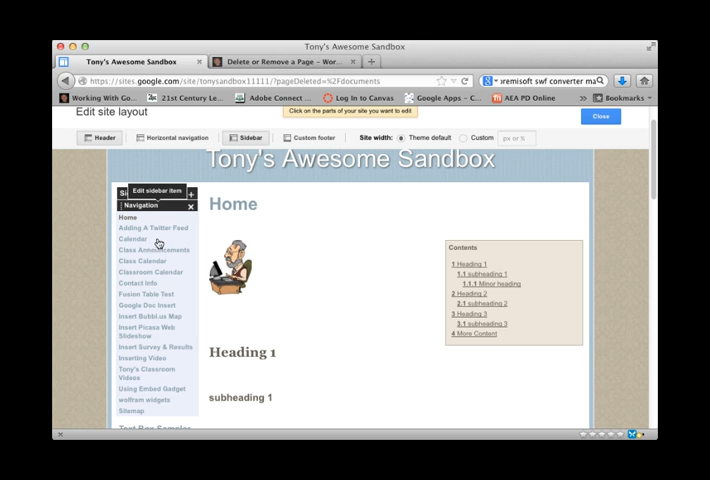 Tony's Awesome Sandbox
Tony's Awesome Sandbox
Delete or Remove a Page – Wor...
https://sites.google.com/site/tonysandbox11111/?pageDeleted=%2Fdocuments
oremisoft swf converter ma
Working With Go...
21st Century Le...
Adobe Connect ...
Log In to Canvas
Google Apps – C...
AEA PD Online
Bookmarks
Click on the parts of your site you want to edit
Edit site layout
Close
Header
Horizontal navigation
Sidebar
Custom footer
Site width:
Theme default
Custom
px or %
Tony's Awesome Sandbox
Edit sidebar item
Navigation
Home
Adding A Twitter Feed
Calendar
Class Announcements
Class Calendar
Classroom Calendar
Contact Info
Fusion Table Test
Google Doc Insert
Insert Bubbl.us Map
Insert Picasa Web
Slideshow
Insert Survey & Results
Inserting Video
Tony's Classroom
Videos
Using Embed Gadget
wolfram widgets
Sitemap
Text Box Sampler
Home
Contents
1 Heading 1
1.1 subheading 1
1.1.1 Minor heading
2 Heading 2
2.1 subheading 2
3 Heading 3
3.1 subheading 3
4 More Content
Heading 1
subheading 1